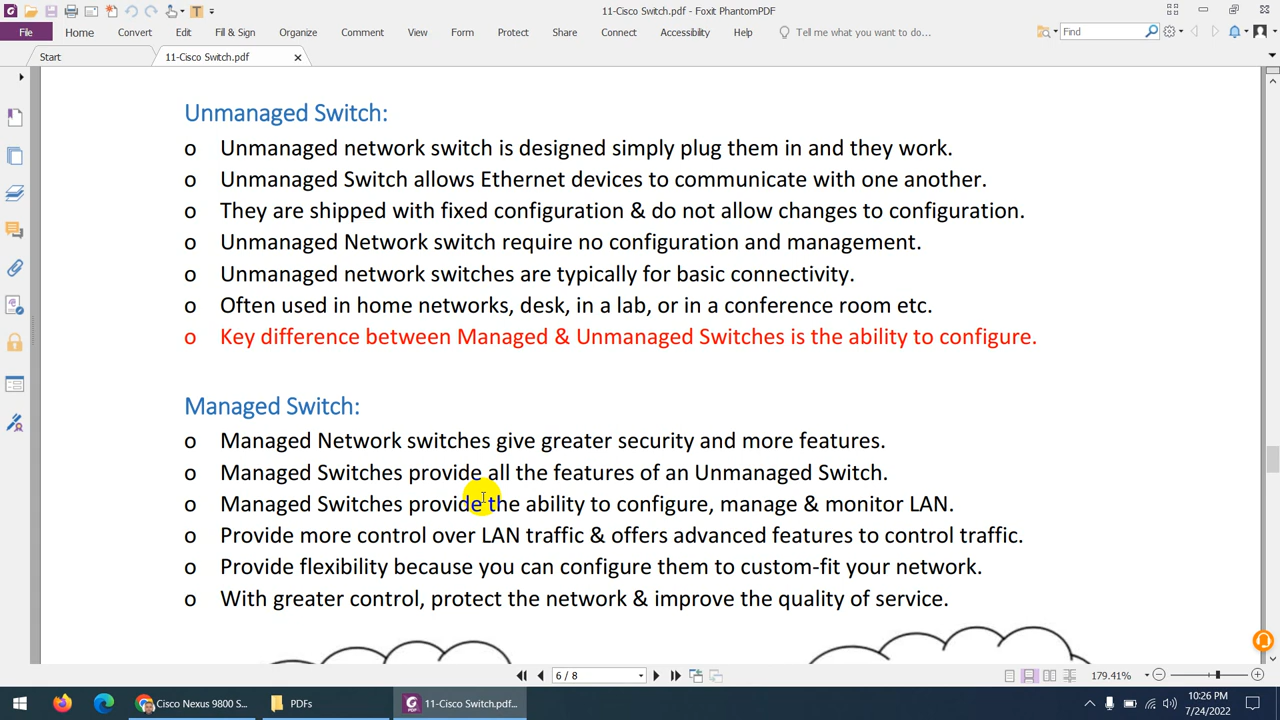 11-Cisco Switch.pdf - Foxit PhantomPDF
File Home Convert Edit Fill & Sign Organize Comment View Form Protect Share Connect Accessibility Help Tell me what you want to do... Find
Start 11-Cisco Switch.pdf
Unmanaged Switch:
o Unmanaged network switch is designed simply plug them in and they work.
o Unmanaged Switch allows Ethernet devices to communicate with one another.
o They are shipped with fixed configuration & do not allow changes to configuration.
o Unmanaged Network switch require no configuration and management.
o Unmanaged network switches are typically for basic connectivity.
o Often used in home networks, desk, in a lab, or in a conference room etc.
o Key difference between Managed & Unmanaged Switches is the ability to configure.
Managed Switch:
o Managed Network switches give greater security and more features.
o Managed Switches provide all the features of an Unmanaged Switch.
o Managed Switches provide the ability to configure, manage & monitor LAN.
o Provide more control over LAN traffic & offers advanced features to control traffic.
o Provide flexibility because you can configure them to custom-fit your network.
o With greater control, protect the network & improve the quality of service.
6 / 8 179.41%
Cisco Nexus 9800 S... PDFs 11-Cisco Switch.pdf... 10:26 PM
7/24/2022